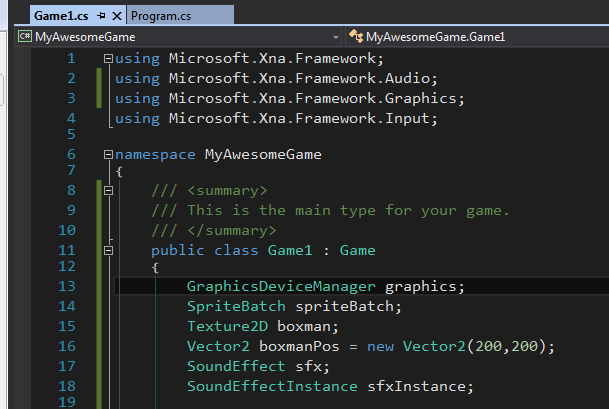 Game1.cs Program.cs
C# MyAwesomeGame MyAwesomeGame.Game1
1 using Microsoft.Xna.Framework;
2 using Microsoft.Xna.Framework.Audio;
3 using Microsoft.Xna.Framework.Graphics;
4 using Microsoft.Xna.Framework.Input;
5
6 namespace MyAwesomeGame
7 {
8 /// <summary>
9 /// This is the main type for your game.
10 /// </summary>
11 public class Game1 : Game
12 {
13 GraphicsDeviceManager graphics;
14 SpriteBatch spriteBatch;
15 Texture2D boxman;
16 Vector2 boxmanPos = new Vector2(200,200);
17 SoundEffect sfx;
18 SoundEffectInstance sfxInstance;
19